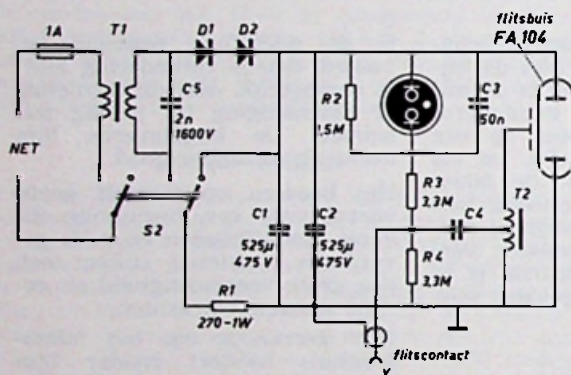 flitsbuis
FA 104
1A
T1
D1
D2
C5
2n
1600V
R2
1,5M
C3
50n
NET
S2
R3
3,3M
T2
C1
C2
C4
525µ
475V
525µ
475V
R4
3,3M
R1
270-1W
flitscontact